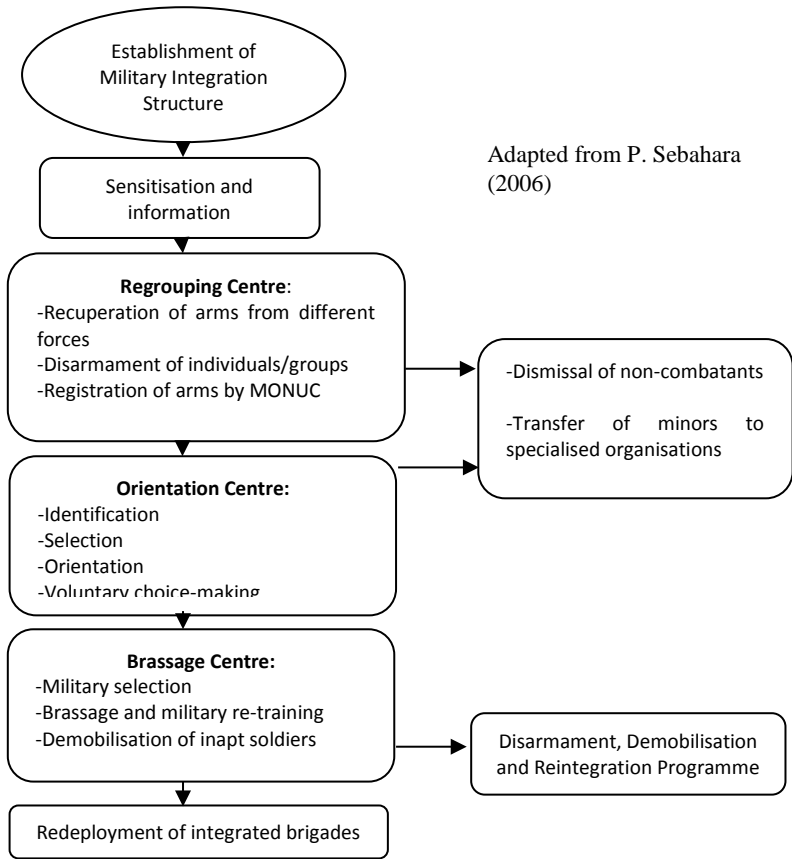 Establishment of
Military Integration
Structure
Adapted from P. Sebahara
(2006)
Sensitisation and
information
Regrouping Centre:
-Recuperation of arms from different
forces
-Disarmament of individuals/groups
-Registration of arms by MONUC
-Dismissal of non-combatants
-Transfer of minors to
specialised organisations
Orientation Centre:
-Identification
-Selection
-Orientation
-Voluntary choice-making
Brassage Centre:
-Military selection
-Brassage and military re-training
-Demobilisation of inapt soldiers
Disarmament, Demobilisation
and Reintegration Programme
Redeployment of integrated brigades